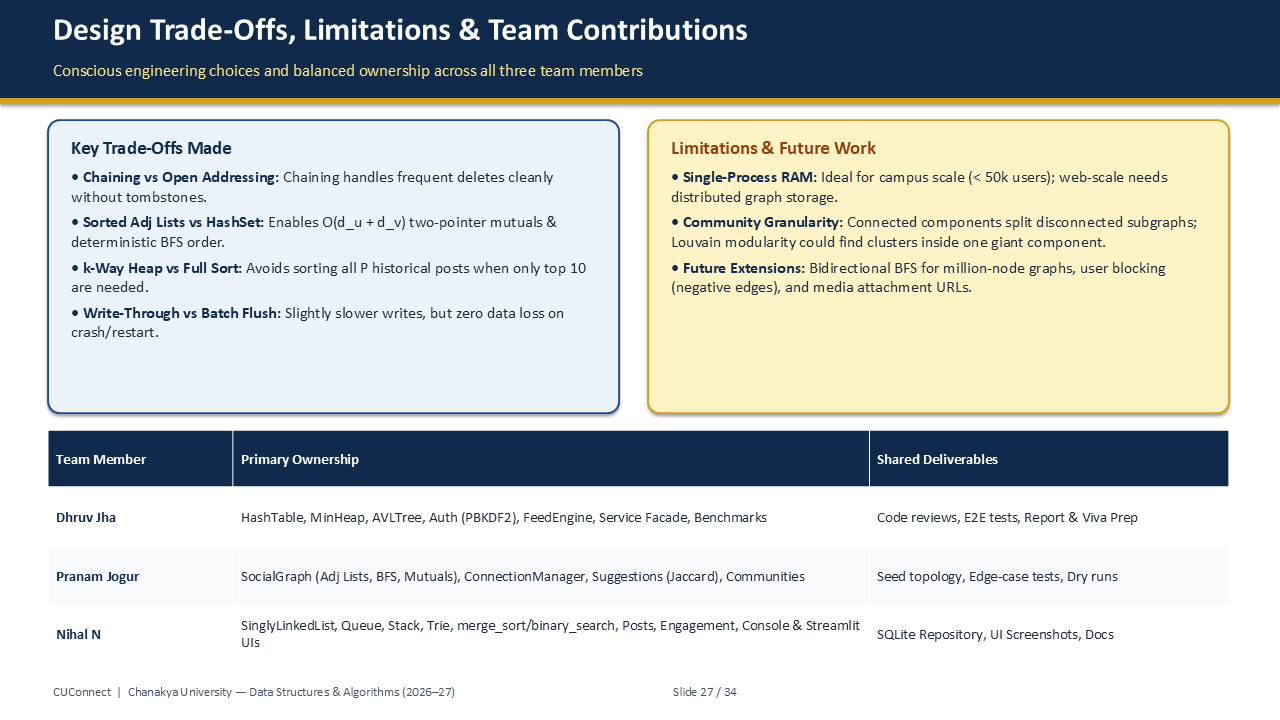 Design Trade-Offs, Limitations & Team Contributions
Conscious engineering choices and balanced ownership across all three team members
Key Trade-Offs Made
• Chaining vs Open Addressing: Chaining handles frequent deletes cleanly
without tombstones.
• Sorted Adj Lists vs HashSet: Enables O(d_u + d_v) two-pointer mutuals &
deterministic BFS order.
• k-Way Heap vs Full Sort: Avoids sorting all P historical posts when only top 10
are needed.
• Write-Through vs Batch Flush: Slightly slower writes, but zero data loss on
crash/restart.
Limitations & Future Work
• Single-Process RAM: Ideal for campus scale (< 50k users); web-scale needs
distributed graph storage.
• Community Granularity: Connected components split disconnected subgraphs;
Louvain modularity could find clusters inside one giant component.
• Future Extensions: Bidirectional BFS for million-node graphs, user blocking
(negative edges), and media attachment URLs.
Team Member Primary Ownership Shared Deliverables
Dhruv Jha HashTable, MinHeap, AVLTree, Auth (PBKDF2), FeedEngine, Service Facade, Benchmarks Code reviews, E2E tests, Report & Viva Prep
Pranam Jogur SocialGraph (Adj Lists, BFS, Mutuals), ConnectionManager, Suggestions (Jaccard), Communities Seed topology, Edge-case tests, Dry runs
Nihal N SinglyLinkedList, Queue, Stack, Trie, merge_sort/binary_search, Posts, Engagement, Console & Streamlit
UIs SQLite Repository, UI Screenshots, Docs
CUConnect | Chanakya University — Data Structures & Algorithms (2026–27) Slide 27 / 34